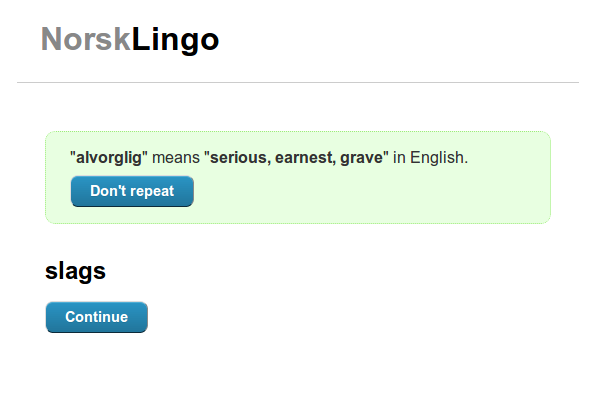 NorskLingo
"alvorglig" means "serious, earnest, grave" in English.
Don't repeat
slags
Continue